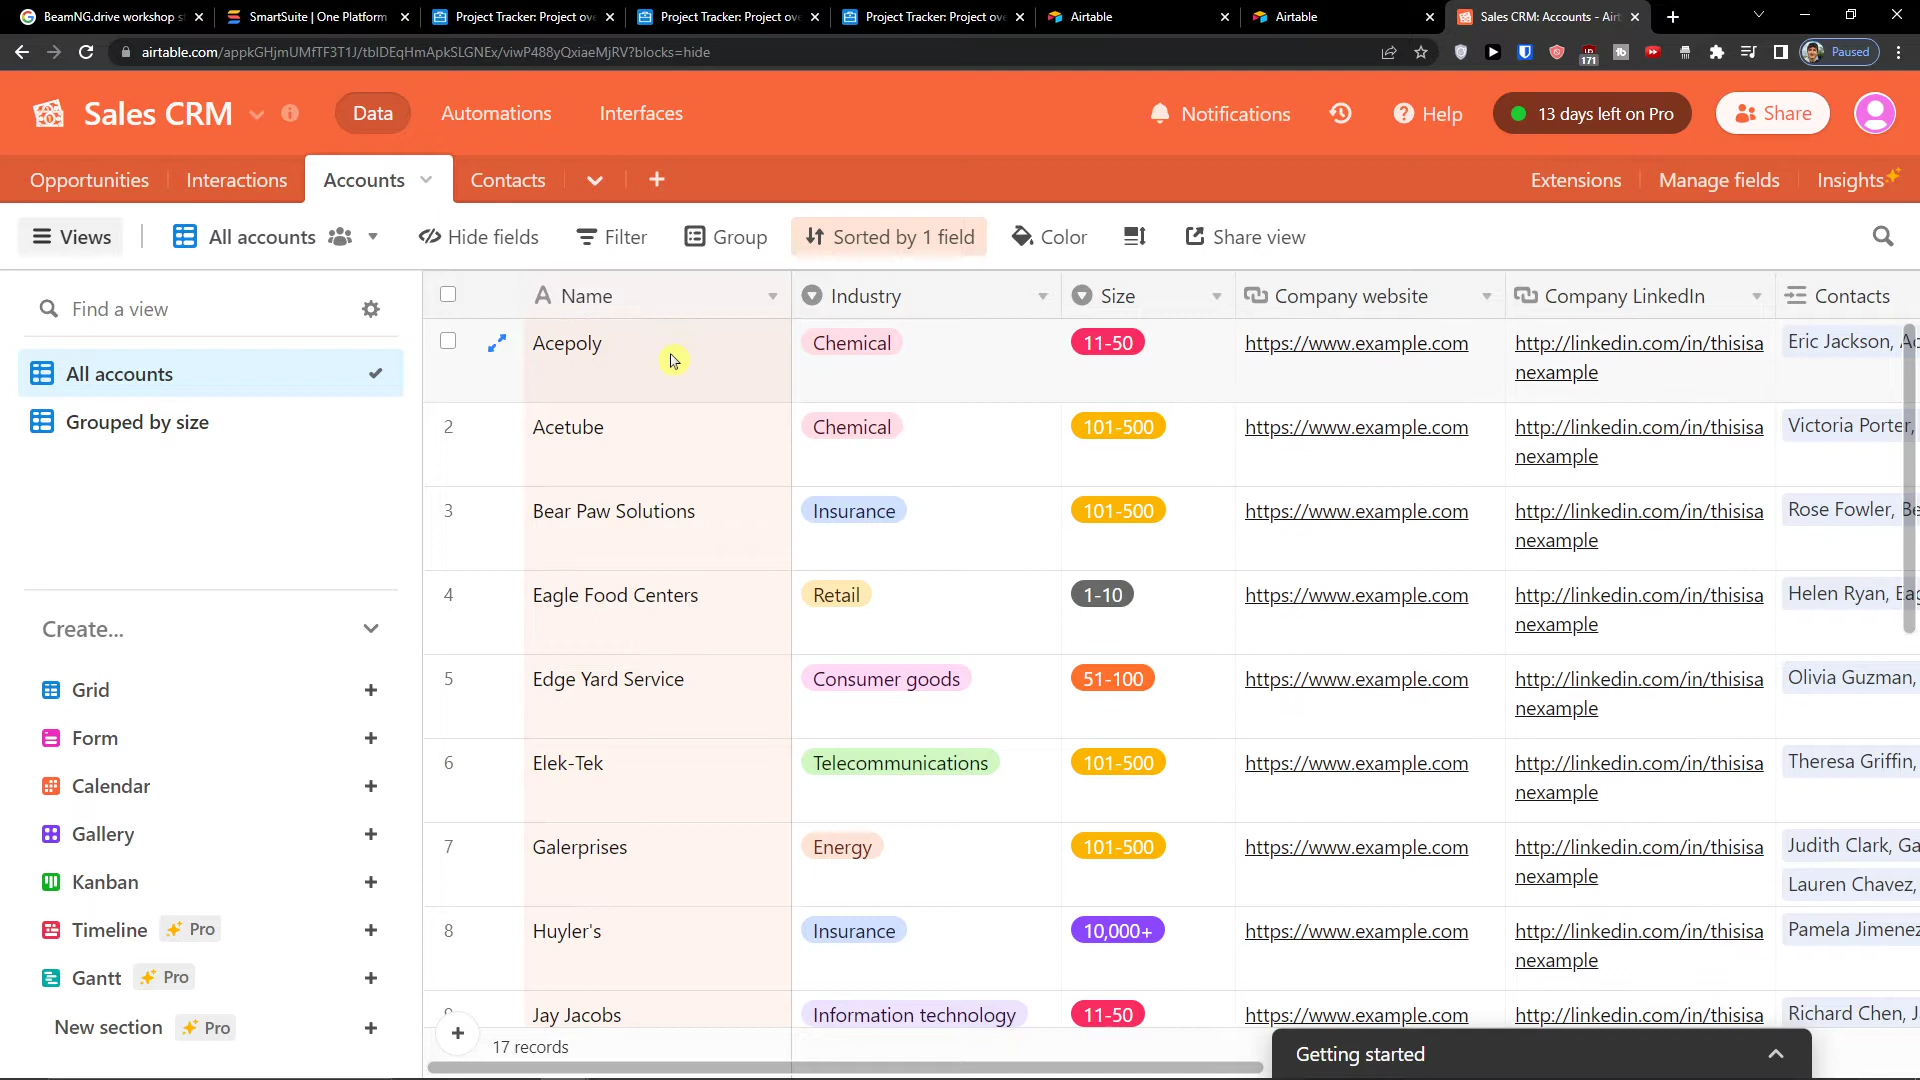 BeamNG.drive workshop s
SmartSuite | One Platform
Project Tracker: Project ove
Project Tracker: Project ove
Project Tracker: Project ove
Airtable
Airtable
Sales CRM: Accounts - Airt
airtable.com/appkGHjmUMfTF3T1J/tblDEqHmApkSLGNEx/viwP488yQxiaeMjRV?blocks=hide
171
Paused
Sales CRM
Data
Automations
Interfaces
Notifications
Help
13 days left on Pro
Share
Opportunities
Interactions
Accounts
Contacts
Extensions
Manage fields
Insights
Views
All accounts
Hide fields
Filter
Group
Sorted by 1 field
Color
Share view
Find a view
All accounts
Grouped by size
Create...
Grid
Form
Calendar
Gallery
Kanban
Timeline Pro
Gantt Pro
New section Pro
Name Industry Size Company website Company LinkedIn Contacts
Acepoly Chemical 11-50 https://www.example.com http://linkedin.com/in/thisisa Eric Jackson, Ac
nexample
2 Acetube Chemical 101-500 https://www.example.com http://linkedin.com/in/thisisa Victoria Porter,
nexample
3 Bear Paw Solutions Insurance 101-500 https://www.example.com http://linkedin.com/in/thisisa Rose Fowler, Be
nexample
4 Eagle Food Centers Retail 1-10 https://www.example.com http://linkedin.com/in/thisisa Helen Ryan, Eag
nexample
5 Edge Yard Service Consumer goods 51-100 https://www.example.com http://linkedin.com/in/thisisa Olivia Guzman,
nexample
6 Elek-Tek Telecommunications 101-500 https://www.example.com http://linkedin.com/in/thisisa Theresa Griffin,
nexample
7 Galerprises Energy 101-500 https://www.example.com http://linkedin.com/in/thisisa Judith Clark, Ga
nexample Lauren Chavez,
8 Huyler's Insurance 10,000+ https://www.example.com http://linkedin.com/in/thisisa Pamela Jimenez
nexample
9 Jay Jacobs Information technology 11-50 https://www.example.com http://linkedin.com/in/thisisa Richard Chen, J
17 records
Getting started